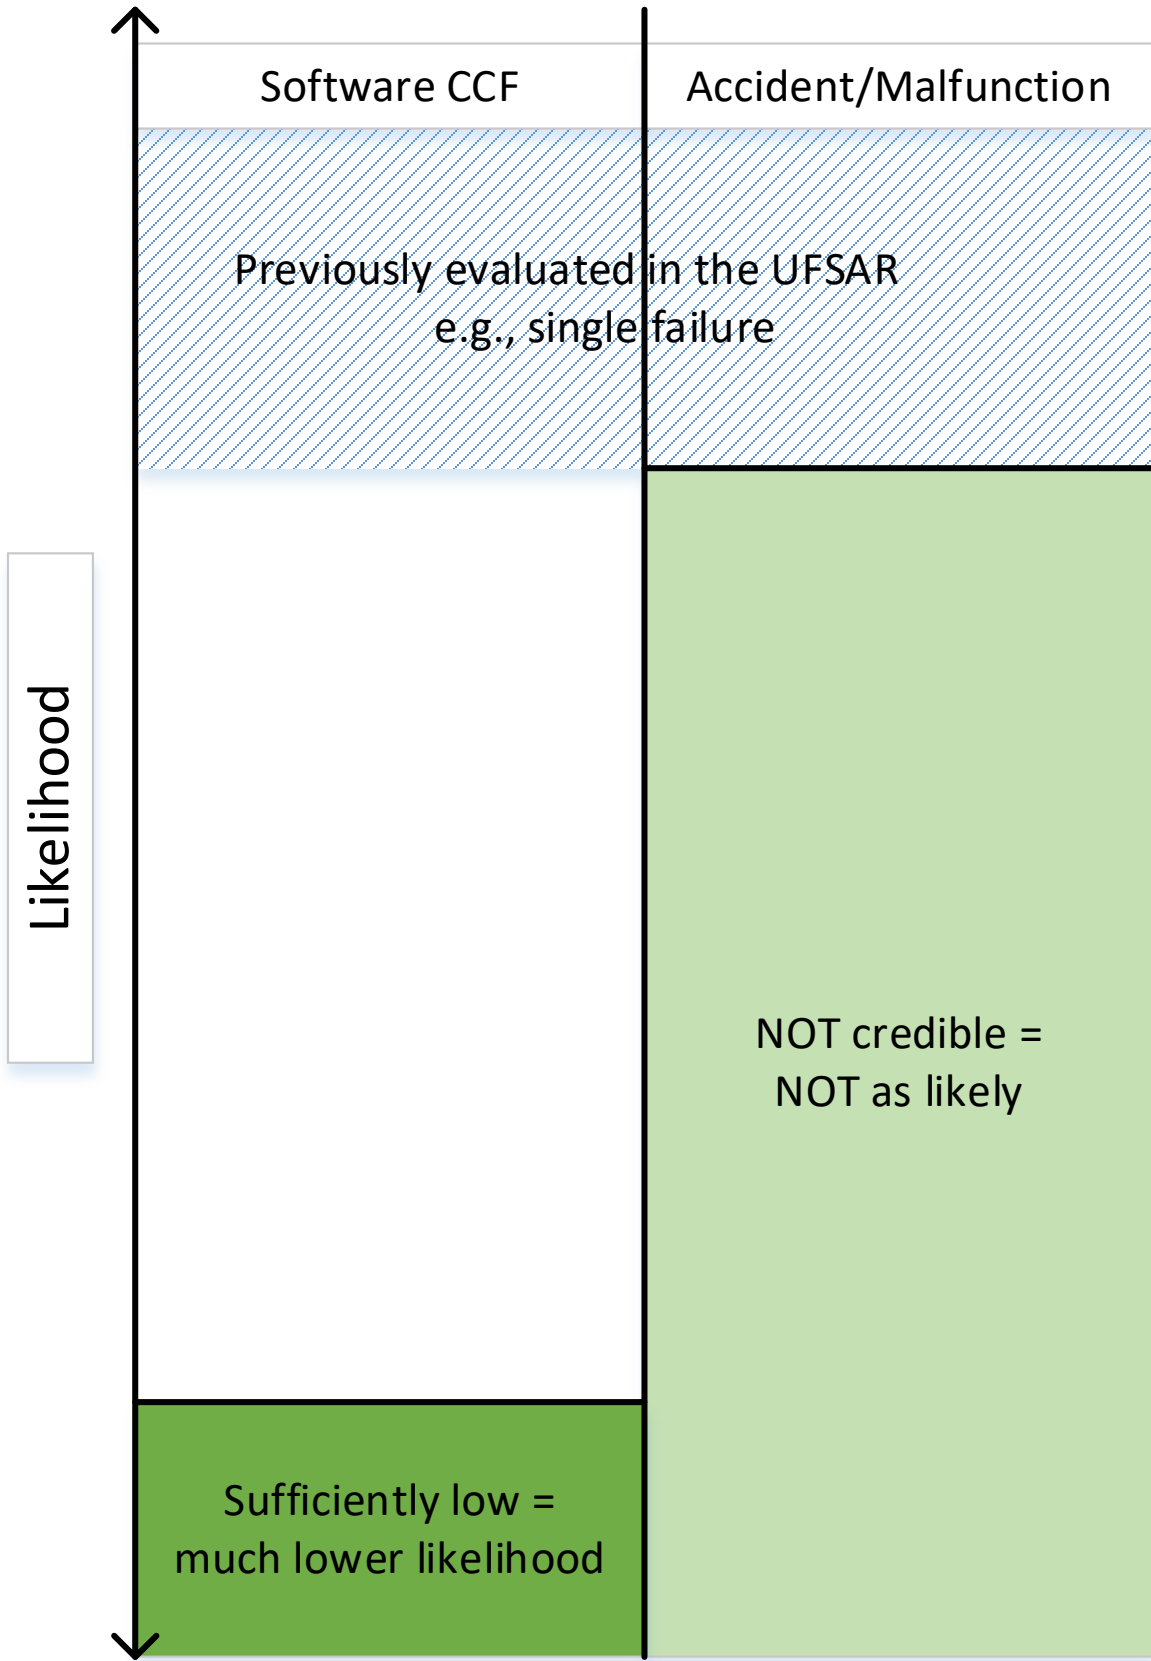 Software CCF
Accident/Malfunction
Previously evaluated in the UFSAR
e.g., single failure
Likelihood
NOT credible =
NOT as likely
Sufficiently low =
much lower likelihood